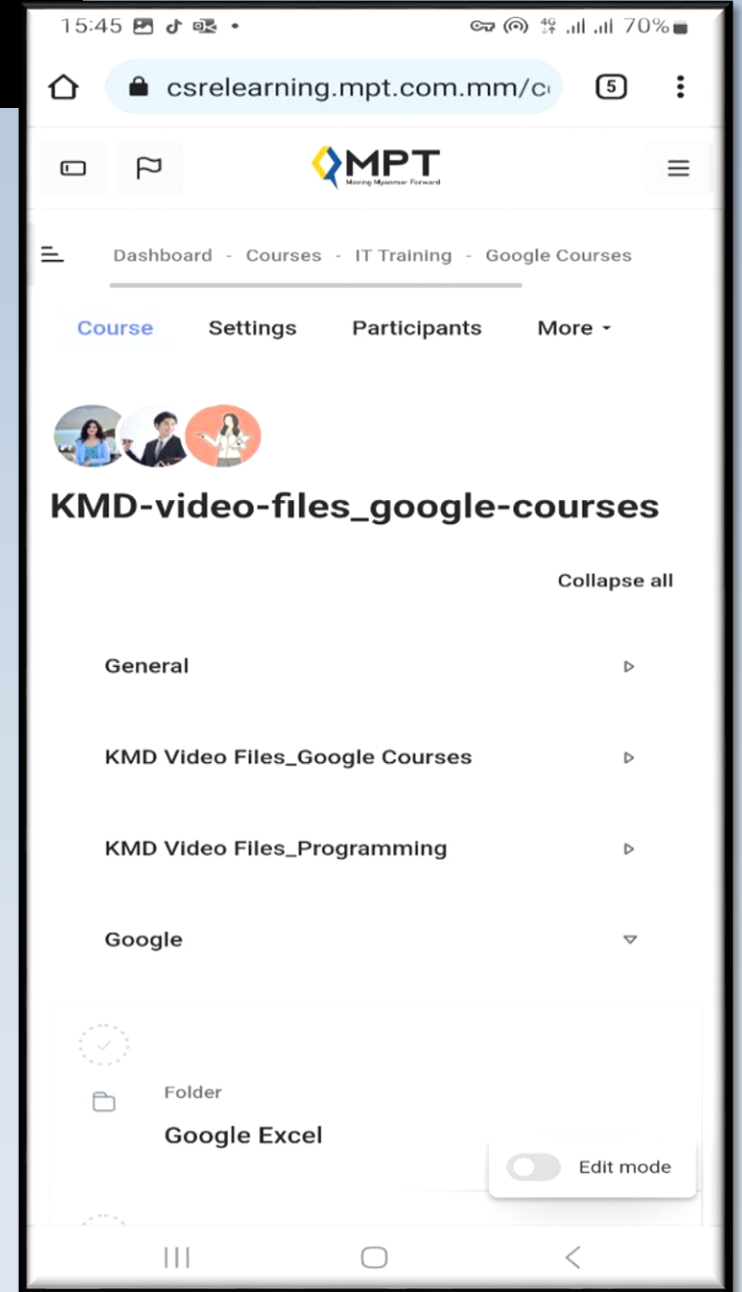 15:45 4G 70%
csrelearning.mpt.com.mm/c 5
MPT
Moving Myanmar Forward
Dashboard - Courses - IT Training - Google Courses
Course Settings Participants More
KMD-video-files_google-courses
Collapse all
General
KMD Video Files_Google Courses
KMD Video Files_Programming
Google
Folder
Google Excel
Edit mode